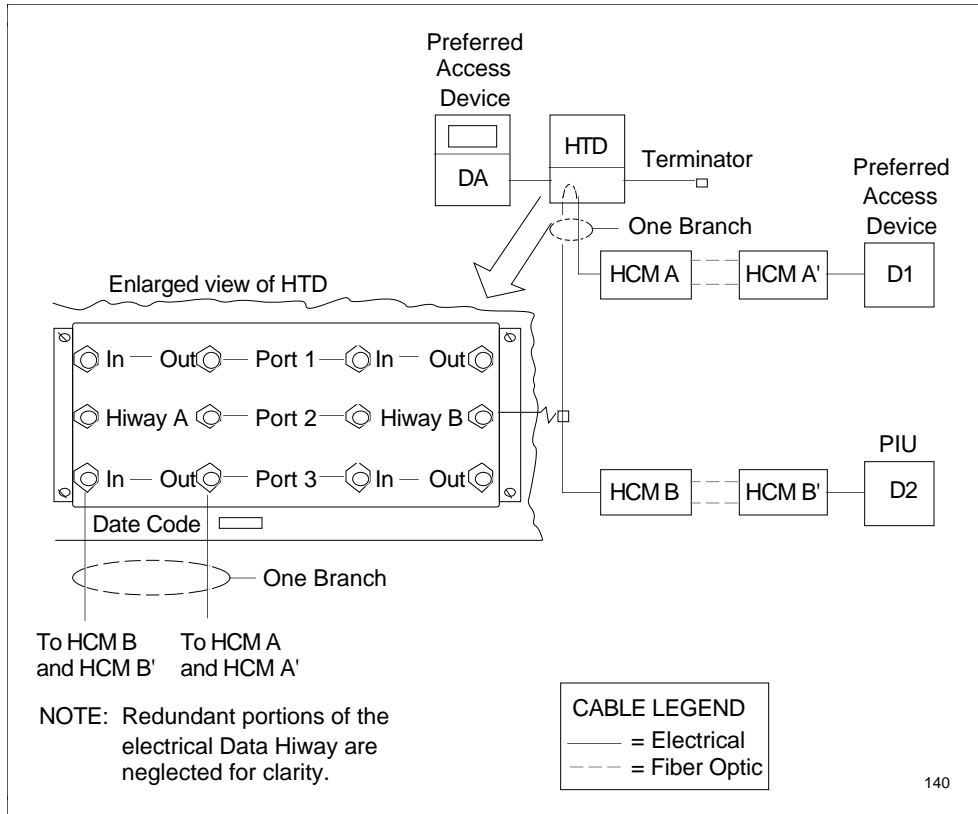 Preferred
Access
Device
DA
HTD
Terminator
One Branch
Preferred
Access
Device
HCM A
HCM A'
D1
Enlarged view of HTD
In Out Port 1 In Out
Hiway A Port 2 Hiway B
In Out Port 3 In Out
Date Code
PIU
HCM B
HCM B'
D2
One Branch
To HCM B
and HCM B'
To HCM A
and HCM A'
NOTE: Redundant portions of the
electrical Data Hiway are
neglected for clarity.
CABLE LEGEND
= Electrical
= Fiber Optic
140